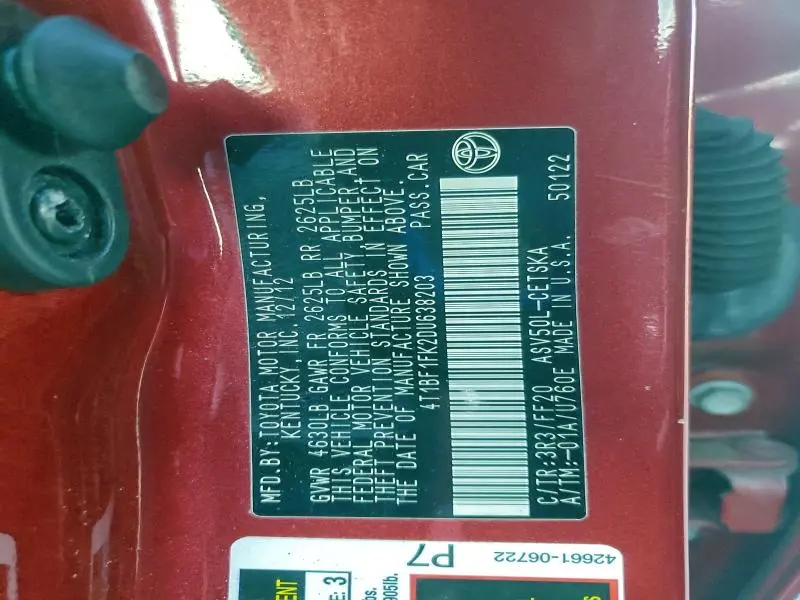 MFD. BY: TOYOTA MOTOR MANUFACTURING,
KENTUCKY, INC. 12/12
GVWR 4630LB GAWR FR 2625LB RR 2625LB
THIS VEHICLE CONFORMS TO ALL APPLICABLE
FEDERAL MOTOR VEHICLE SAFETY, BUMPER AND
THEFT PREVENTION STANDARDS IN EFFECT ON
THE DATE OF MANUFACTURE SHOWN ABOVE.
4T1BF1FK2DU638203 PASS.CAR
C/TR:3R3/FF20 ASV50L-CETSKA
A/TM:-01A/U760E MADE IN U.S.A. 50122
P7
42661-06722
E: 3
905lb.